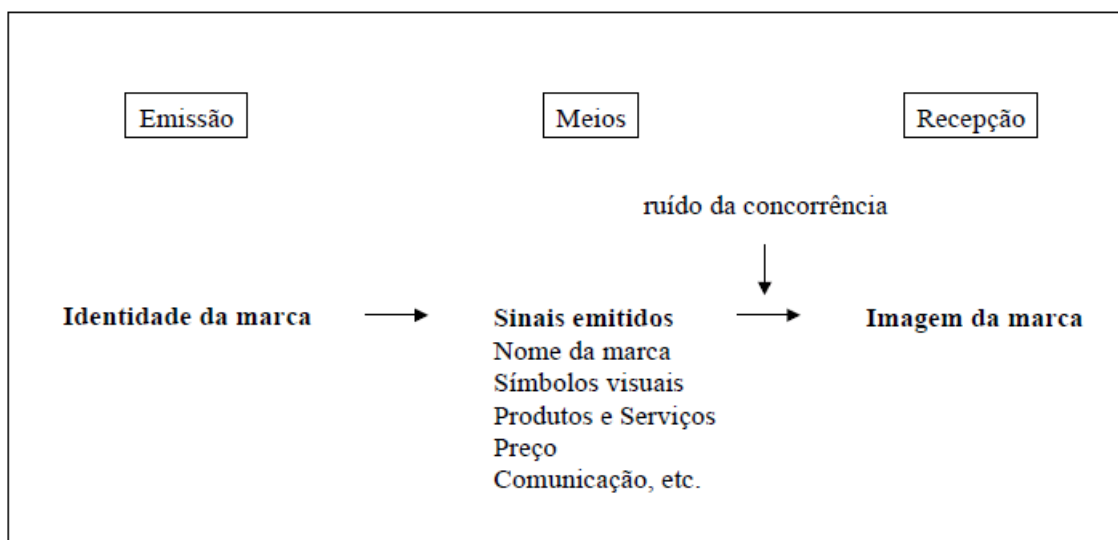 Emissão
Meios
Recepção
ruído da concorrência
Identidade da marca
Sinais emitidos
Imagem da marca
Nome da marca
Símbolos visuais
Produtos e Serviços
Preço
Comunicação, etc.